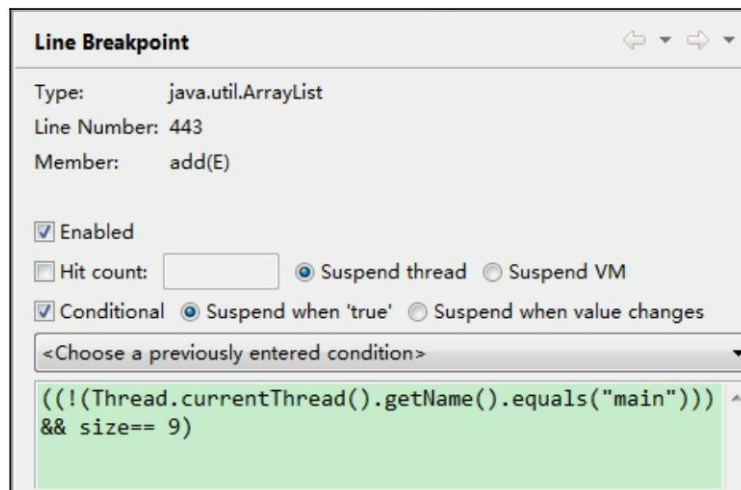 Line Breakpoint
Type: java.util.ArrayList
Line Number: 443
Member: add(E)
Enabled
Hit count: Suspend thread Suspend VM
Conditional Suspend when 'true' Suspend when value changes
<Choose a previously entered condition>
((!(Thread.currentThread().getName().equals("main")))
&& size== 9)